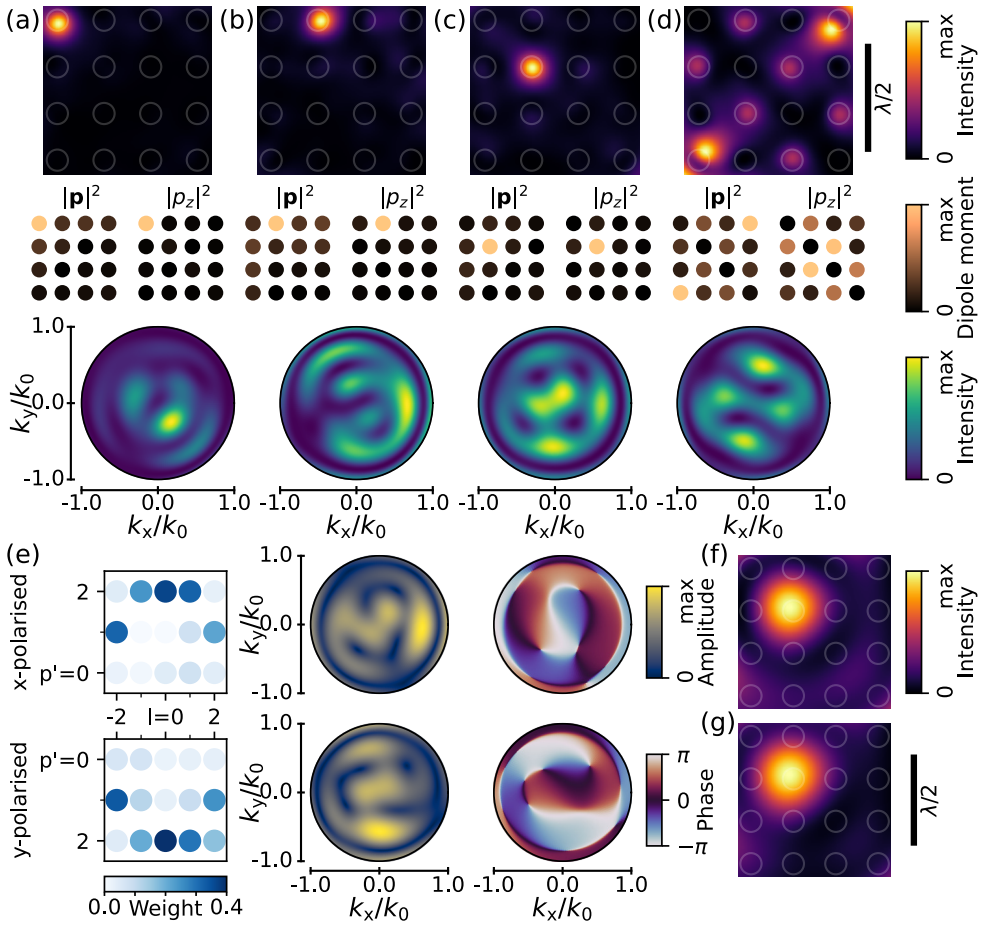 (a) (b) (c) (d)
max
Intensity
0
λ/2
|p|² |p_z|² |p|² |p_z|² |p|² |p_z|² |p|² |p_z|²
max
Dipole moment
0
1.0
0.0
-1.0
k_y/k_0
max
Intensity
0
-1.0 0.0 1.0 -1.0 0.0 1.0 -1.0 0.0 1.0 -1.0 0.0 1.0
k_x/k_0 k_x/k_0 k_x/k_0 k_x/k_0
(e)
x-polarised
2
p'=0
-2 l=0 2
y-polarised
p'=0
2
0.0 Weight 0.4
k_y/k_0
1.0
0.0
-1.0
max
Amplitude
0
k_y/k_0
1.0
0.0
-1.0
π
0
-π
Phase
-1.0 0.0 1.0 -1.0 0.0 1.0
k_x/k_0 k_x/k_0
(f)
max
Intensity
0
(g)
λ/2